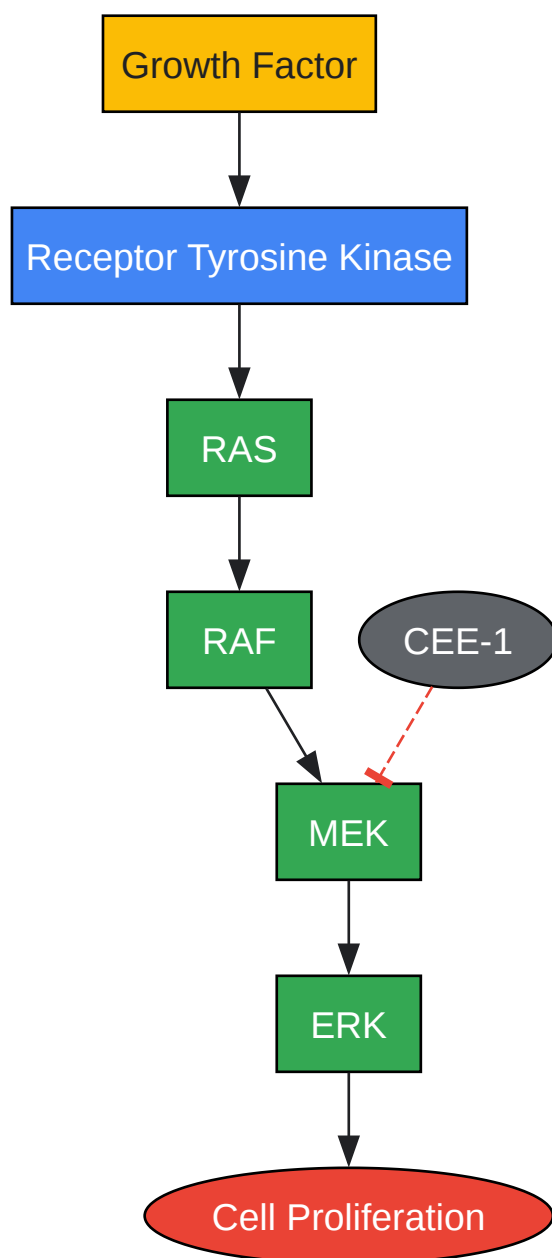 Growth Factor
Receptor Tyrosine Kinase
RAS
RAF
CEE-1
MEK
ERK
Cell Proliferation